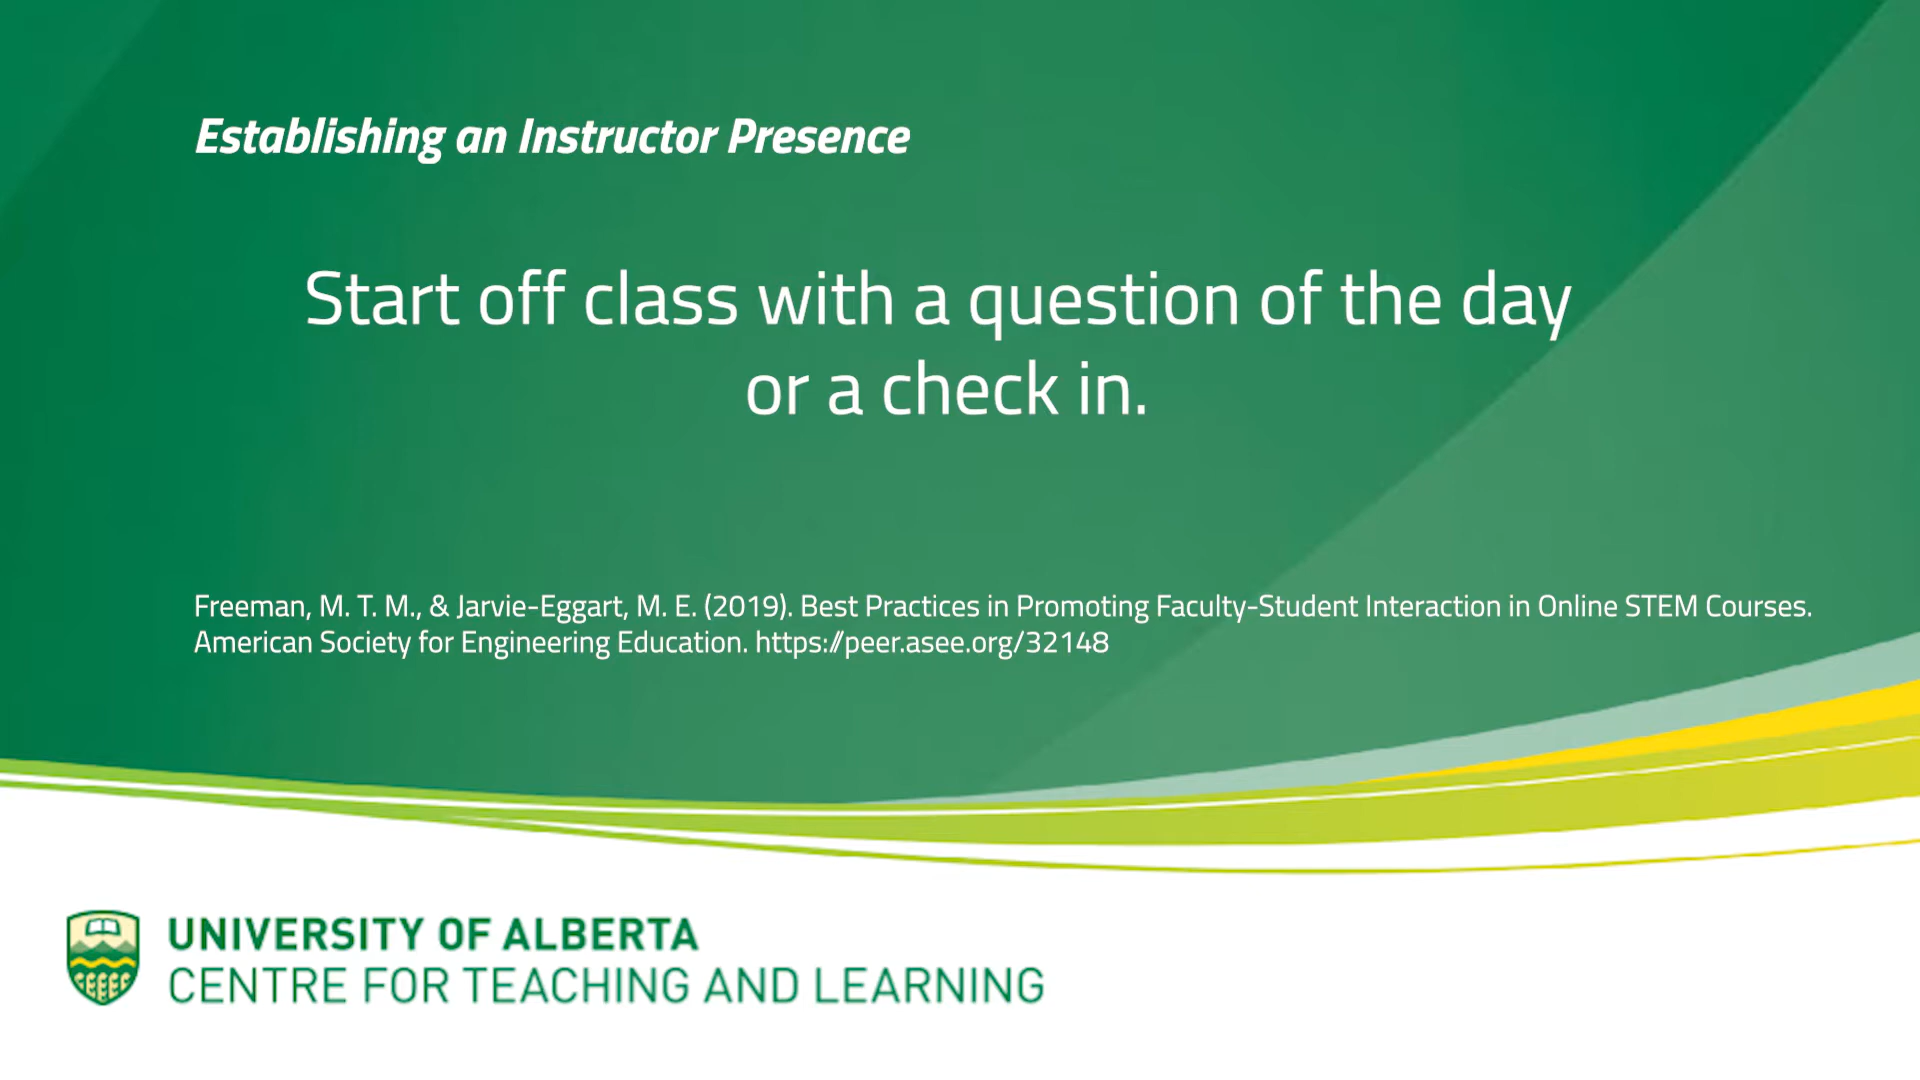 Establishing an Instructor Presence
Start off class with a question of the day
or a check in.
Freeman, M. T. M., & Jarvie-Eggart, M. E. (2019). Best Practices in Promoting Faculty-Student Interaction in Online STEM Courses.
American Society for Engineering Education. https://peer.asee.org/32148
UNIVERSITY OF ALBERTA
CENTRE FOR TEACHING AND LEARNING